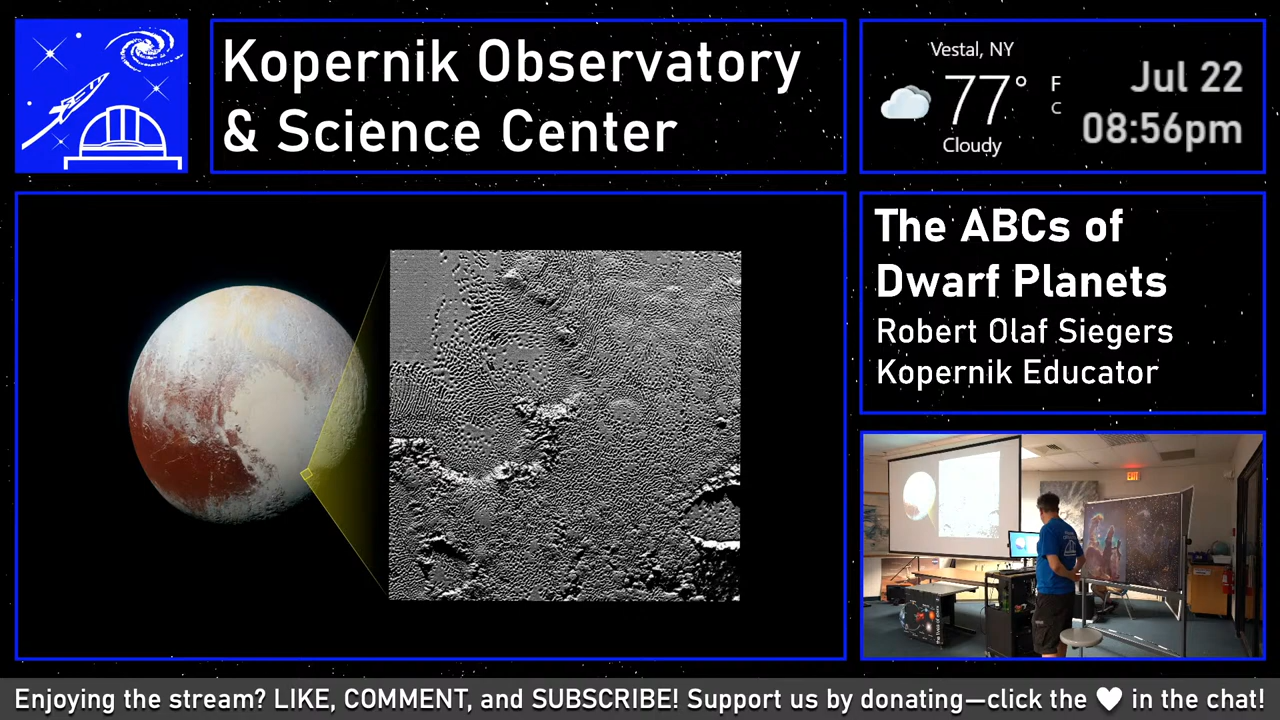 Kopernik Observatory
& Science Center
Vestal, NY
77° F
C
Cloudy
Jul 22
08:56pm
The ABCs of
Dwarf Planets
Robert Olaf Siegers
Kopernik Educator
EXIT
Enjoying the stream? LIKE, COMMENT, and SUBSCRIBE! Support us by donating—click the ♥ in the chat!